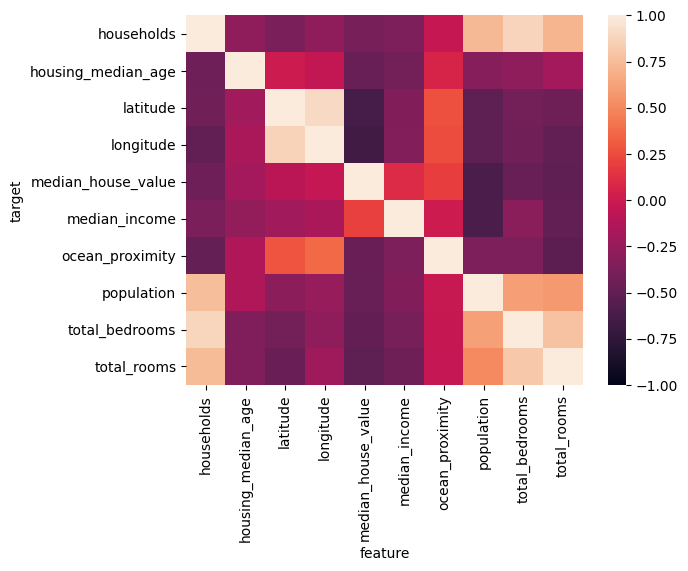 households
housing_median_age
latitude
longitude
median_house_value
median_income
ocean_proximity
population
total_bedrooms
total_rooms
target
households
housing_median_age
latitude
longitude
median_house_value
median_income
ocean_proximity
population
total_bedrooms
total_rooms
feature
1.00
0.75
0.50
0.25
0.00
−0.25
−0.50
−0.75
−1.00